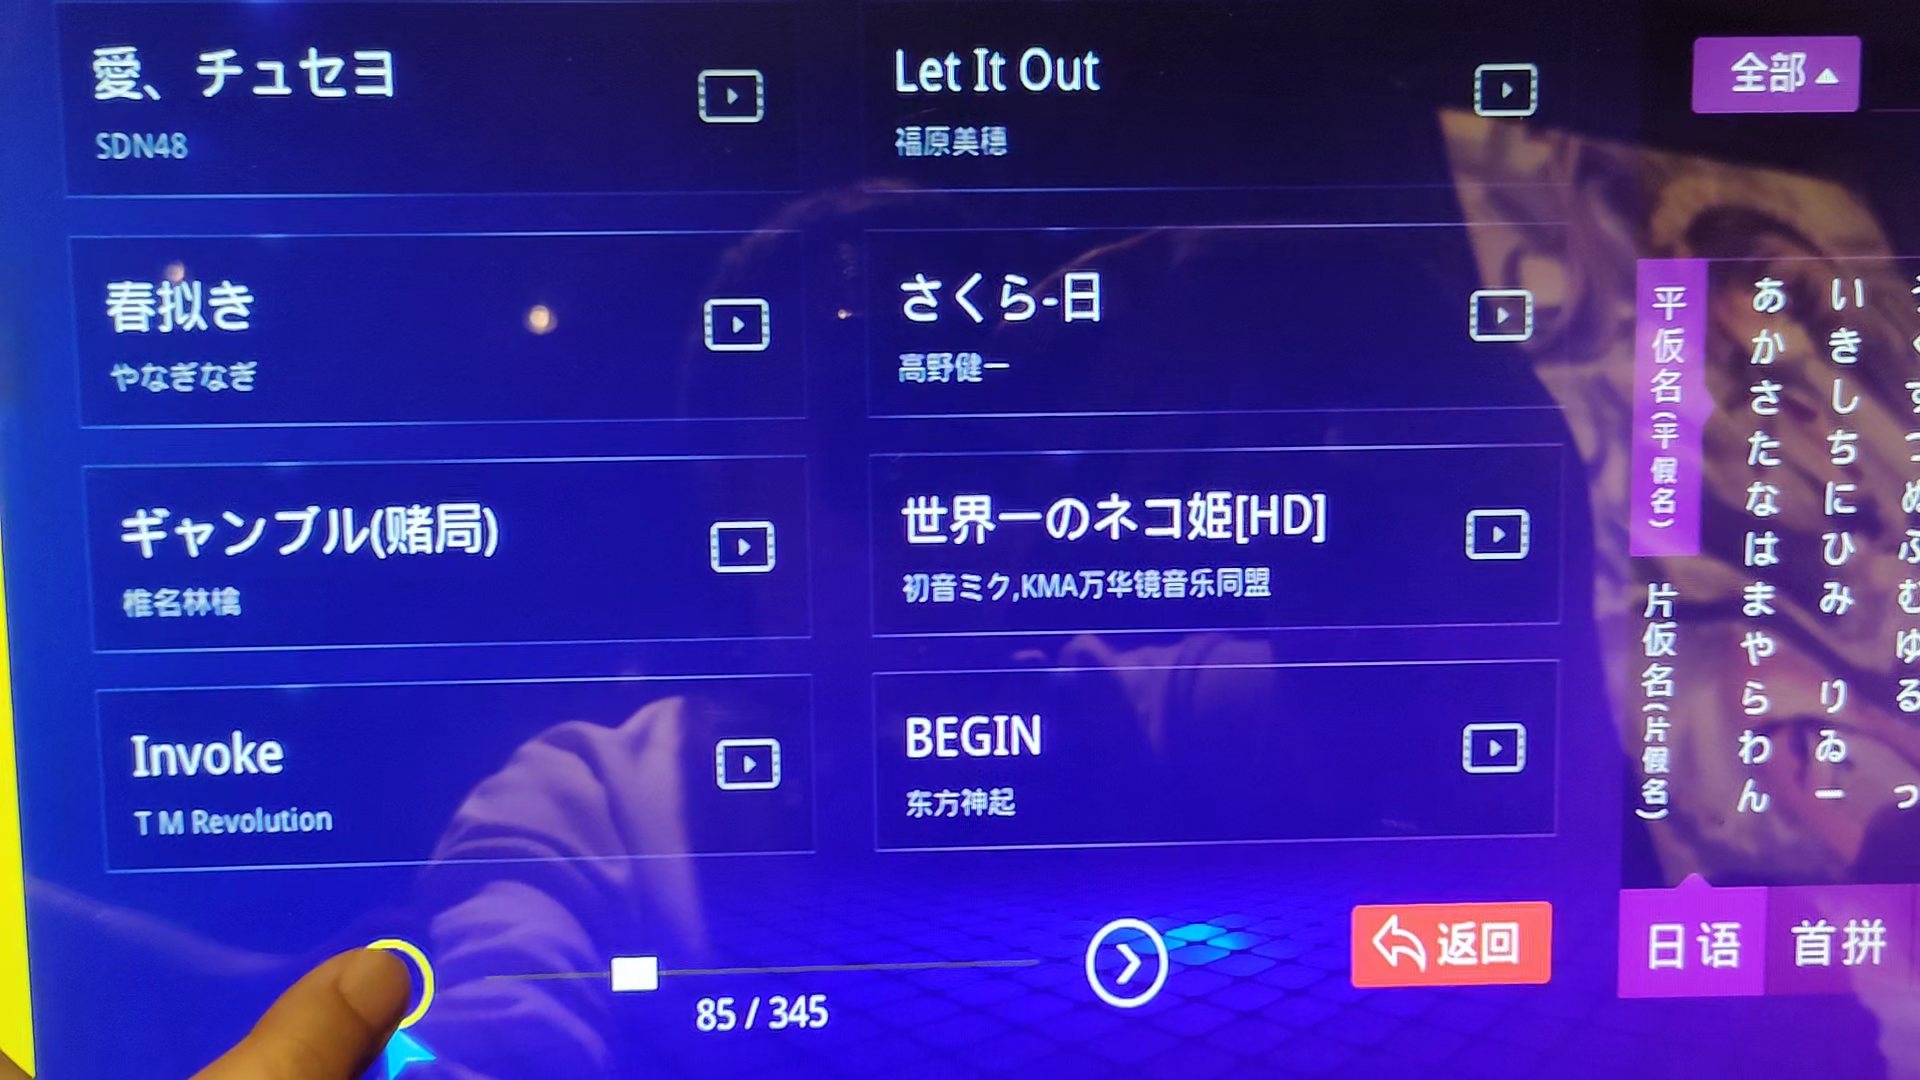 愛、チュセヨ
SDN48
Let It Out
福原美穂
全部
春拟き
やなぎなぎ
さくら-日
高野健一
ギャンブル(赌局)
椎名林檎
世界一のネコ姫[HD]
初音ミク,KMA万华镜音乐同盟
Invoke
T M Revolution
BEGIN
东方神起
85 / 345
返回
平仮名(平假名)
片仮名(片假名)
あ い
か き く
さ し す
た ち つ
な に ぬ
は ひ ふ
ま み む
や ゆ
ら り る
わ ゐ
ん ー っ
日语
首拼